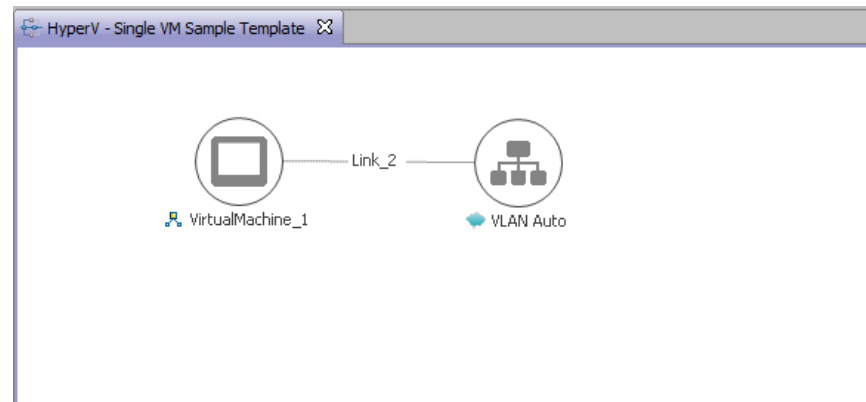 HyperV - Single VM Sample Template
Link_2
VirtualMachine_1
VLAN Auto